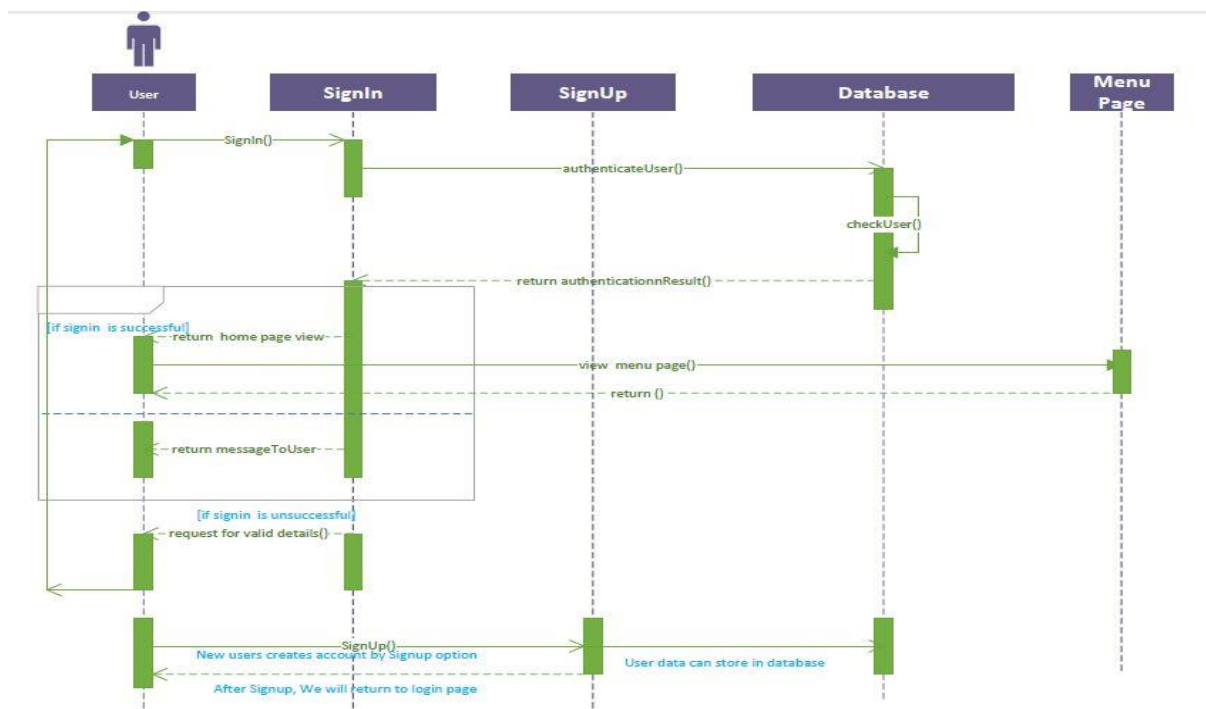 User
SignIn
SignUp
Database
Menu
Page
SignIn()
authenticateUser()
checkUser()
return authenticationnResult()
[if signin is successful]
return home page view
view menu page()
return ()
return messageToUser
[if signin is unsuccessful]
request for valid details()
SignUp()
New users creates account by Signup option
User data can store in database
After Signup, We will return to login page